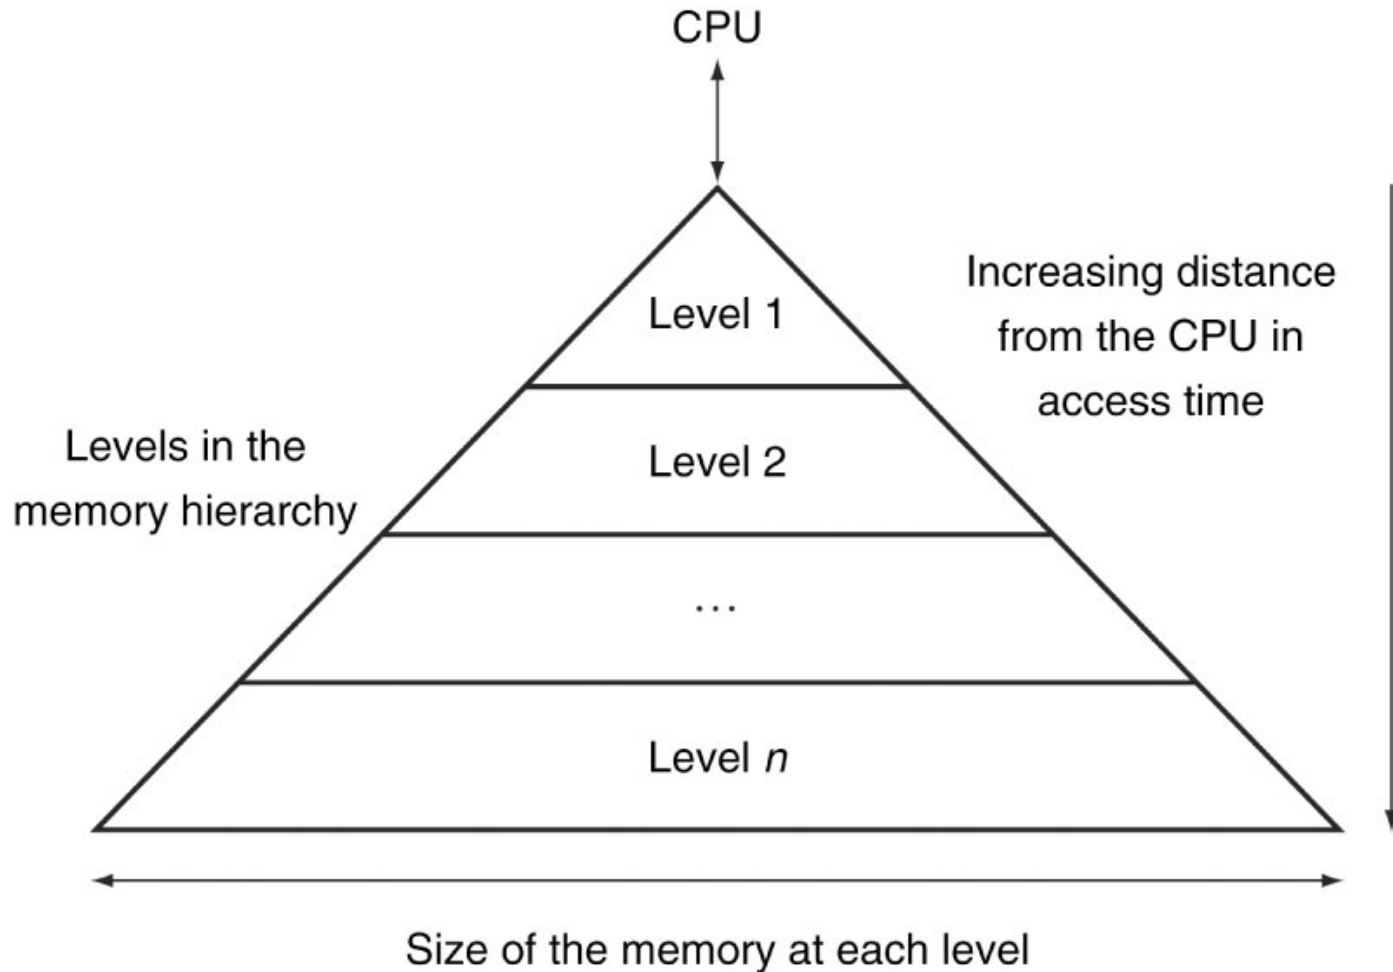 CPU
Level 1
Increasing distance
from the CPU in
access time
Levels in the
memory hierarchy
Level 2
...
Level n
Size of the memory at each level